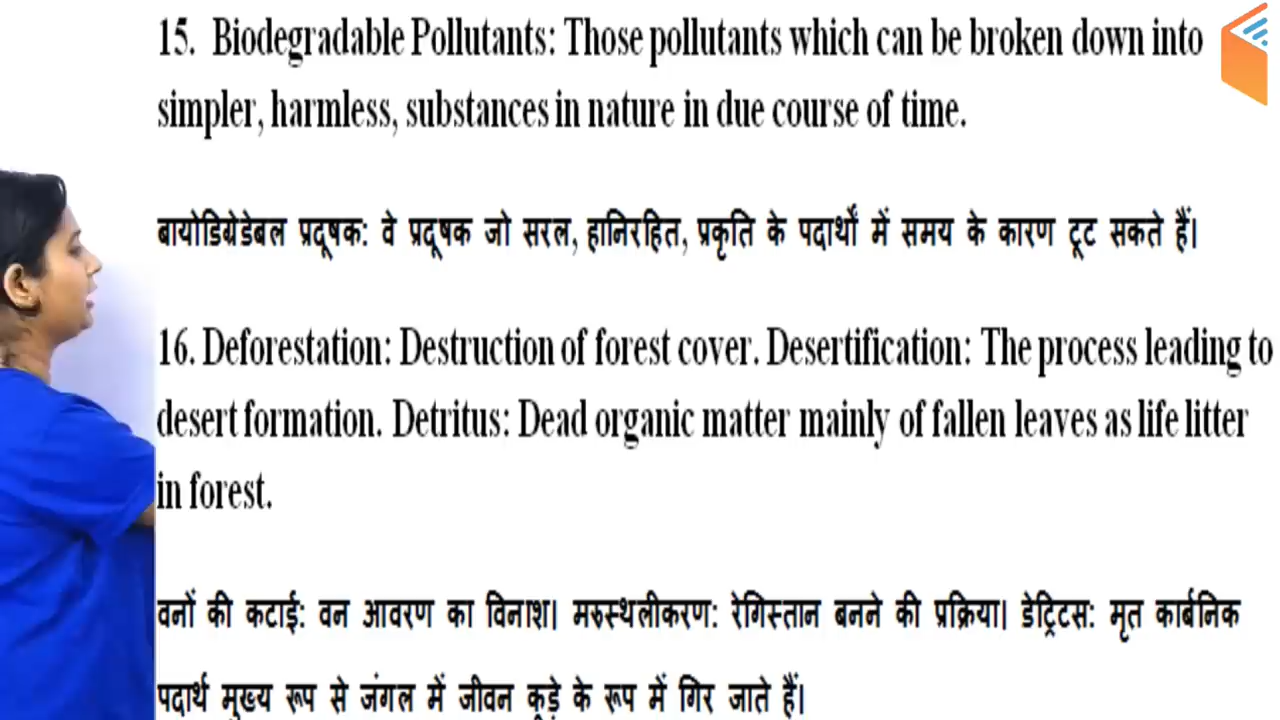 15. Biodegradable Pollutants: Those pollutants which can be broken down into
simpler, harmless, substances in nature in due course of time.
बायोडिग्रेडेबल प्रदूषक: वे प्रदूषक जो सरल, हानिरहित, प्रकृति के पदार्थों में समय के कारण टूट सकते हैं।
16. Deforestation: Destruction of forest cover. Desertification: The process leading to
desert formation. Detritus: Dead organic matter mainly of fallen leaves as life litter
in forest.
वनों की कटाई: वन आवरण का विनाश। मरुस्थलीकरण: रेगिस्तान बनने की प्रक्रिया। डेट्रिटस: मृत कार्बनिक
पदार्थ मुख्य रूप से जंगल में जीवन कूड़े के रूप में गिर जाते हैं।